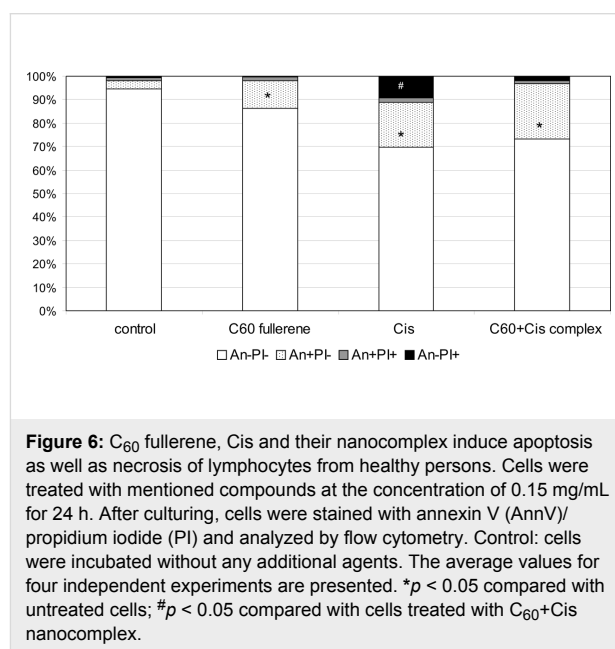 100%
90%
80%
70%
60%
50%
40%
30%
20%
10%
0%
#
*
*
*
control C60 fullerene Cis C60+Cis complex
An-PI- An+PI- An+PI+ An-PI+
Figure 6: C60 fullerene, Cis and their nanocomplex induce apoptosis
as well as necrosis of lymphocytes from healthy persons. Cells were
treated with mentioned compounds at the concentration of 0.15 mg/mL
for 24 h. After culturing, cells were stained with annexin V (AnnV)/
propidium iodide (PI) and analyzed by flow cytometry. Control: cells
were incubated without any additional agents. The average values for
four independent experiments are presented. *p < 0.05 compared with
untreated cells; #p < 0.05 compared with cells treated with C60+Cis
nanocomplex.